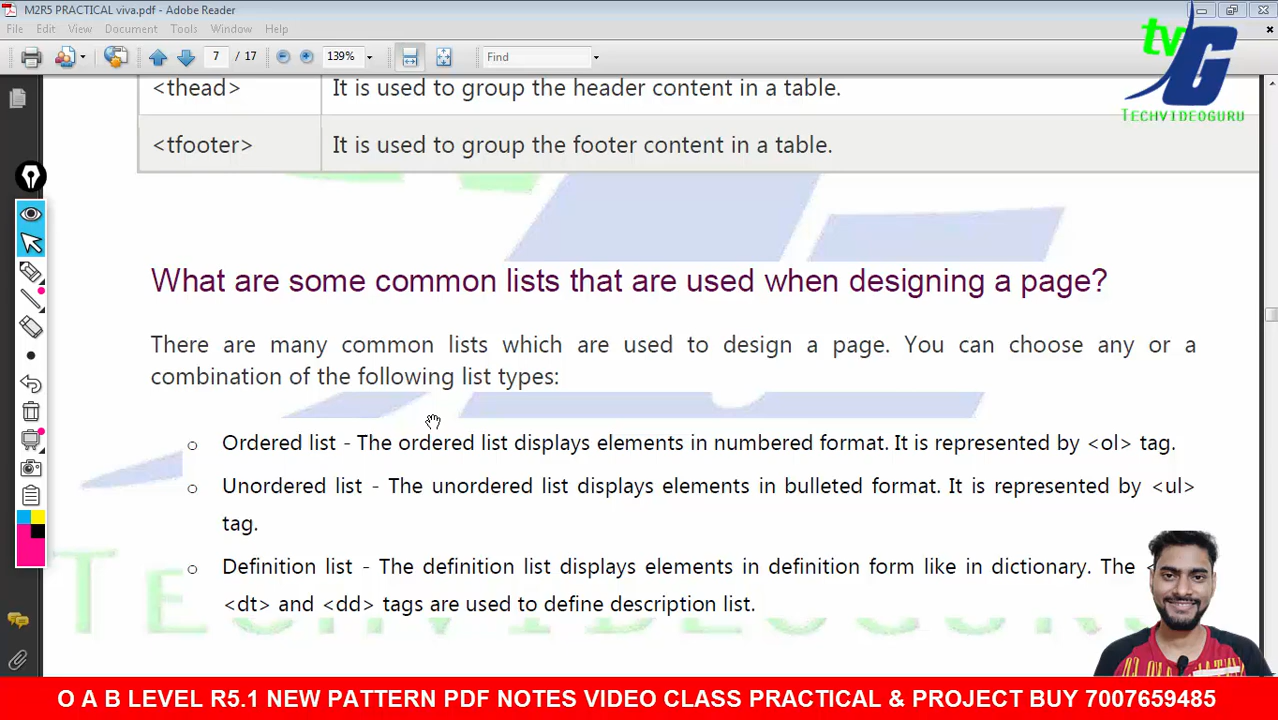 M2R5 PRACTICAL viva.pdf - Adobe Reader
File Edit View Document Tools Window Help
7 / 17 139% Find
tv G
TECHVIDEOGURU
<thead> It is used to group the header content in a table.
<tfooter> It is used to group the footer content in a table.
What are some common lists that are used when designing a page?
There are many common lists which are used to design a page. You can choose any or a
combination of the following list types:
Ordered list - The ordered list displays elements in numbered format. It is represented by <ol> tag.
Unordered list - The unordered list displays elements in bulleted format. It is represented by <ul>
tag.
Definition list - The definition list displays elements in definition form like in dictionary. The
<dt> and <dd> tags are used to define description list.
O A B LEVEL R5.1 NEW PATTERN PDF NOTES VIDEO CLASS PRACTICAL & PROJECT BUY 7007659485